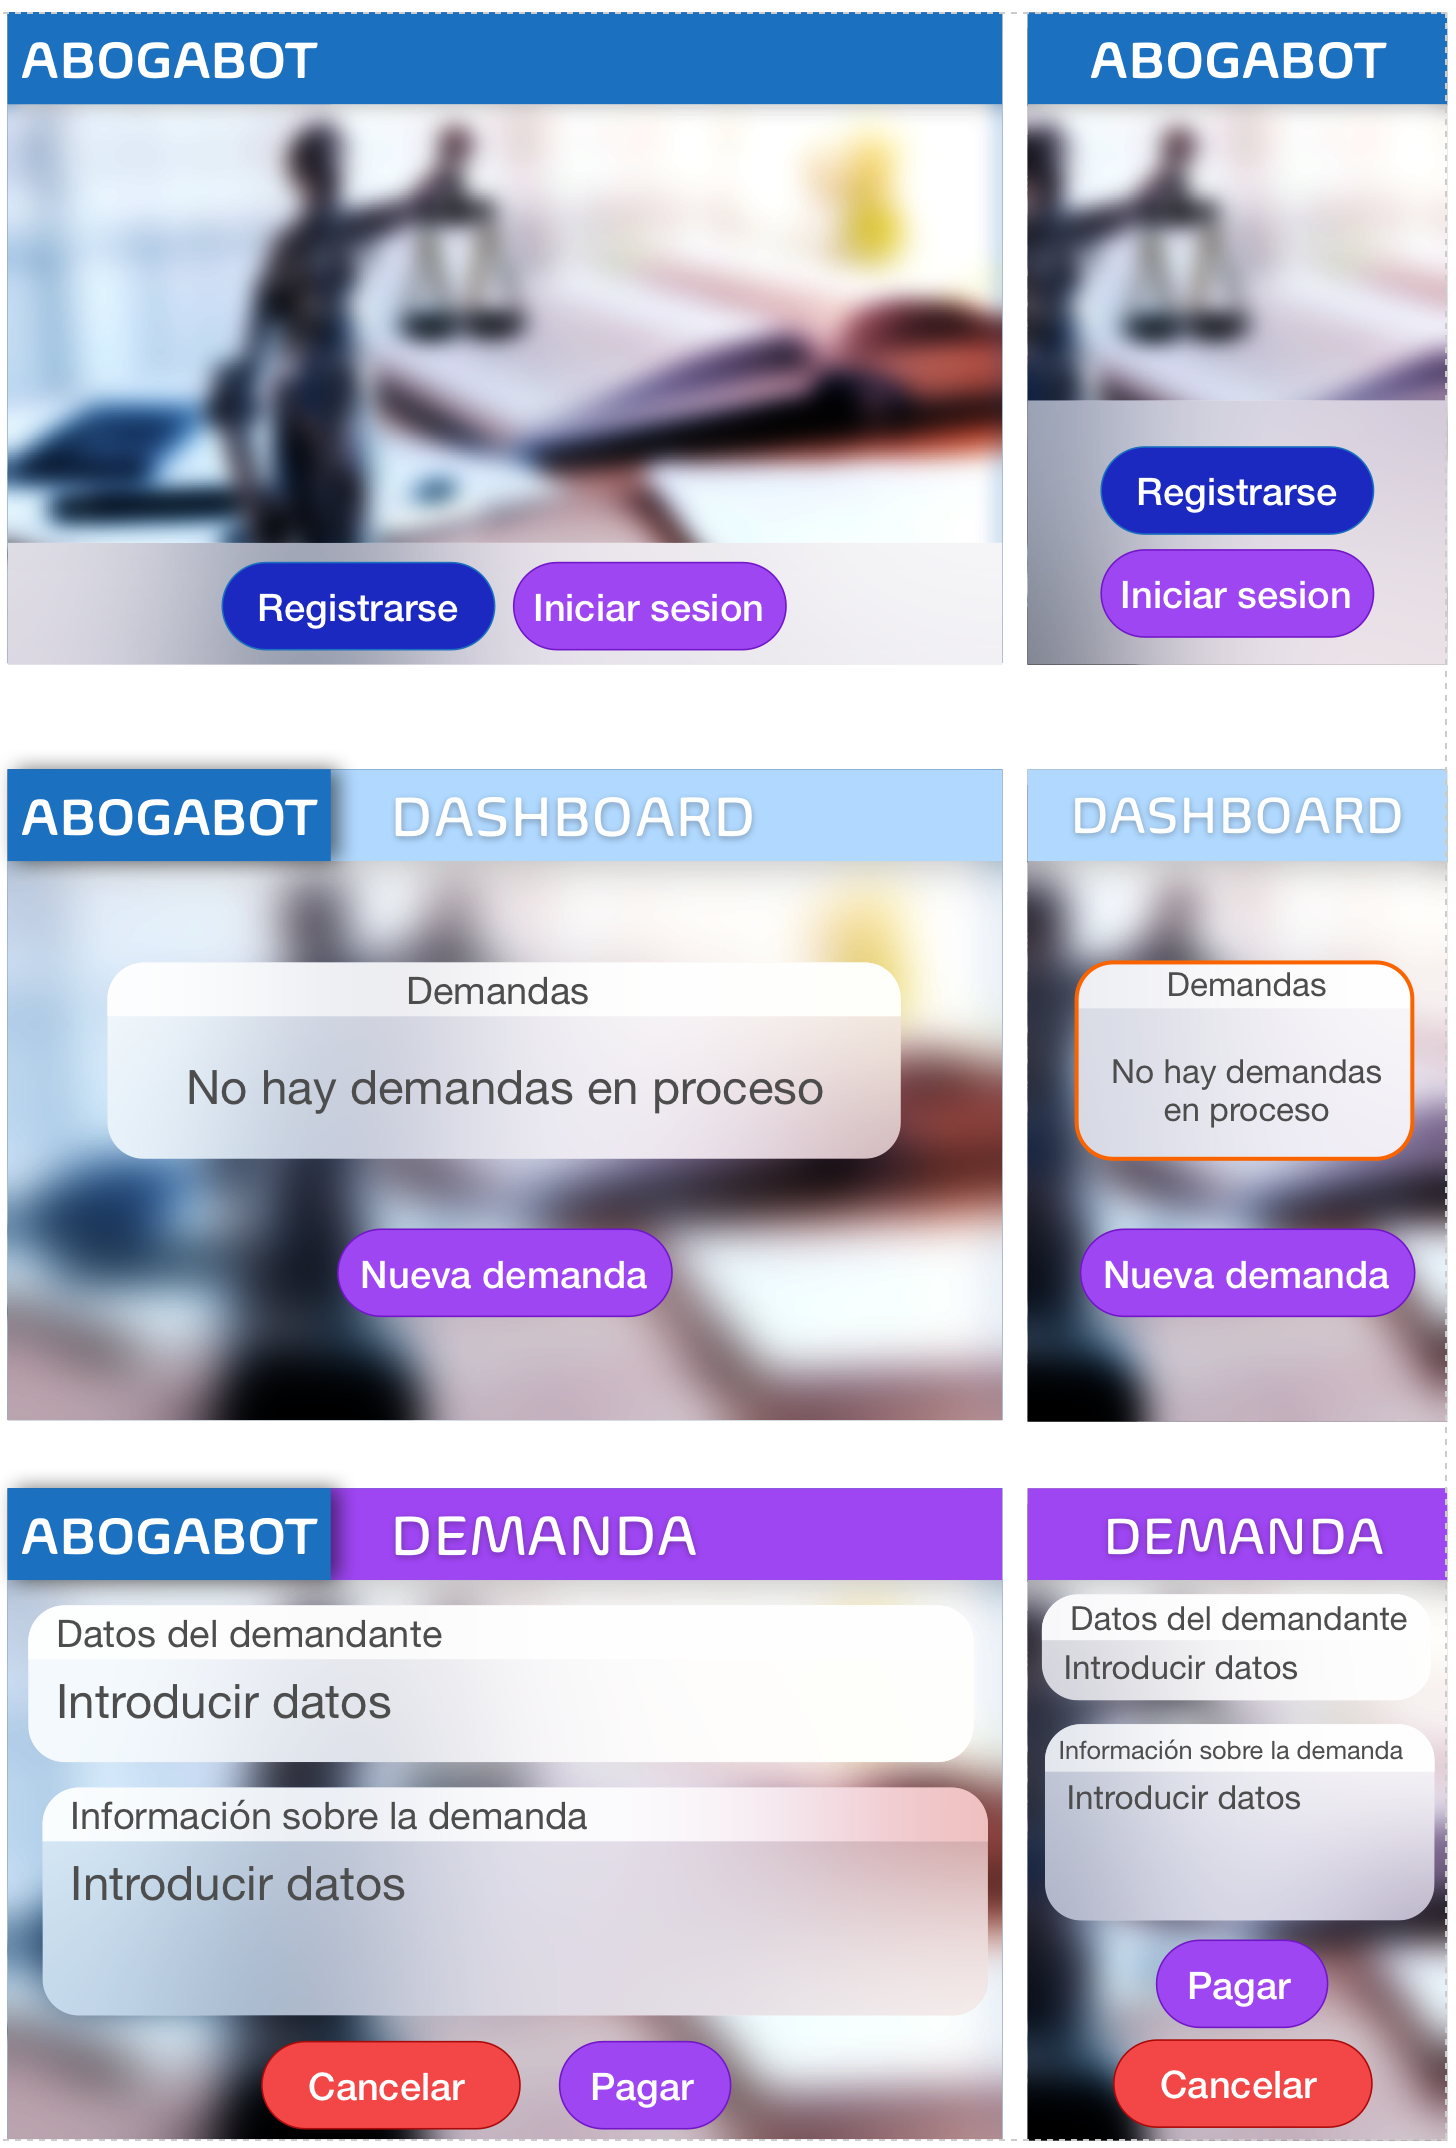 ABOGABOT
Registrarse
Iniciar sesion
ABOGABOT
Registrarse
Iniciar sesion
ABOGABOT
DASHBOARD
Demandas
No hay demandas en proceso
Nueva demanda
DASHBOARD
Demandas
No hay demandas
en proceso
Nueva demanda
ABOGABOT
DEMANDA
Datos del demandante
Introducir datos
Información sobre la demanda
Introducir datos
Cancelar
Pagar
DEMANDA
Datos del demandante
Introducir datos
Información sobre la demanda
Introducir datos
Pagar
Cancelar